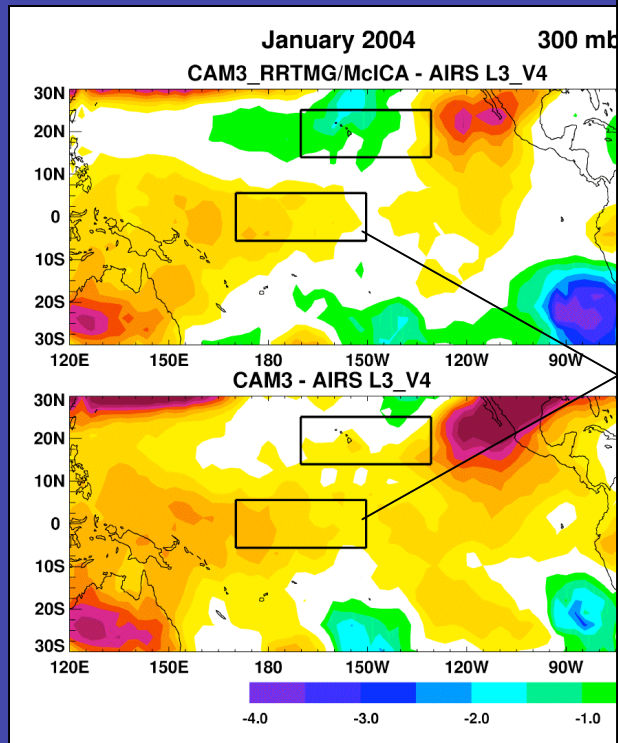 January 2004 300 mb
CAM3_RRTMG/McICA - AIRS L3_V4
30N
20N
10N
0
10S
20S
30S
120E 150E 180 150W 120W 90W
CAM3 - AIRS L3_V4
30N
20N
10N
0
10S
20S
30S
120E 150E 180 150W 120W 90W
-4.0 -3.0 -2.0 -1.0